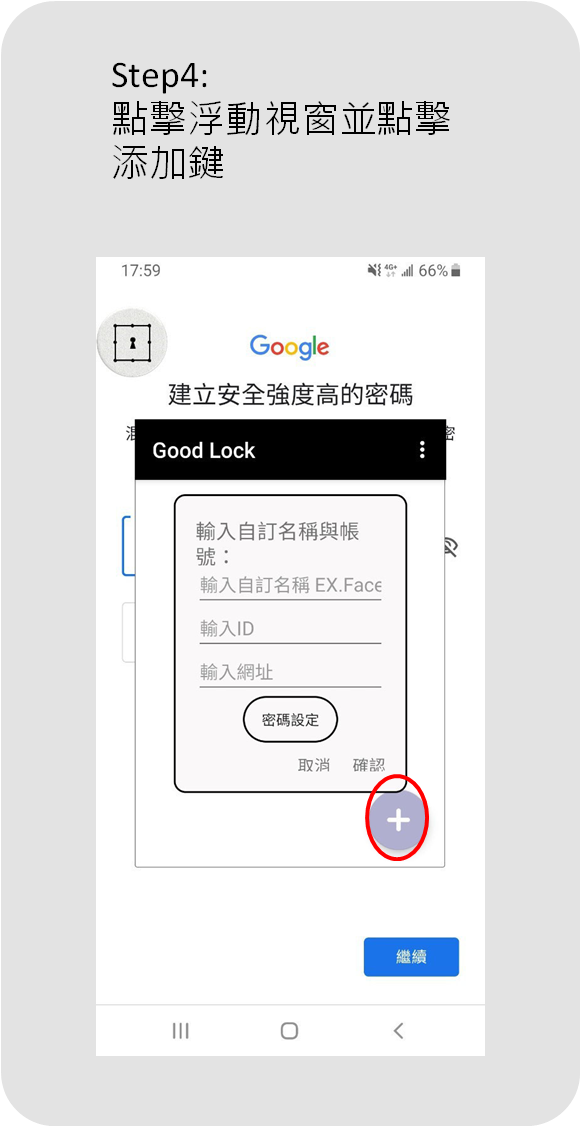 Step4:
點擊浮動視窗並點擊
添加鍵
17:59
4G+
66%
Google
建立安全強度高的密碼
密
Good Lock
輸入自訂名稱與帳
號：
輸入自訂名稱 EX.Face
輸入ID
輸入網址
密碼設定
取消 確認
繼續